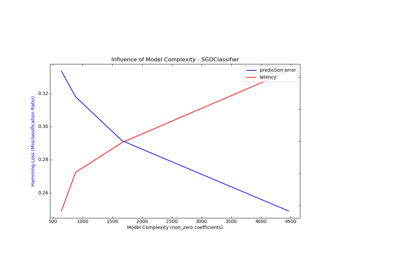 Influence of Model Complexity - SGDClassifier
prediction error
latency
0.32
0.30
0.28
0.26
Hamming Loss (Misclassification Ratio)
500 1000 1500 2000 2500 3000 3500 4000 4500
Model Complexity (non_zero coefficients)